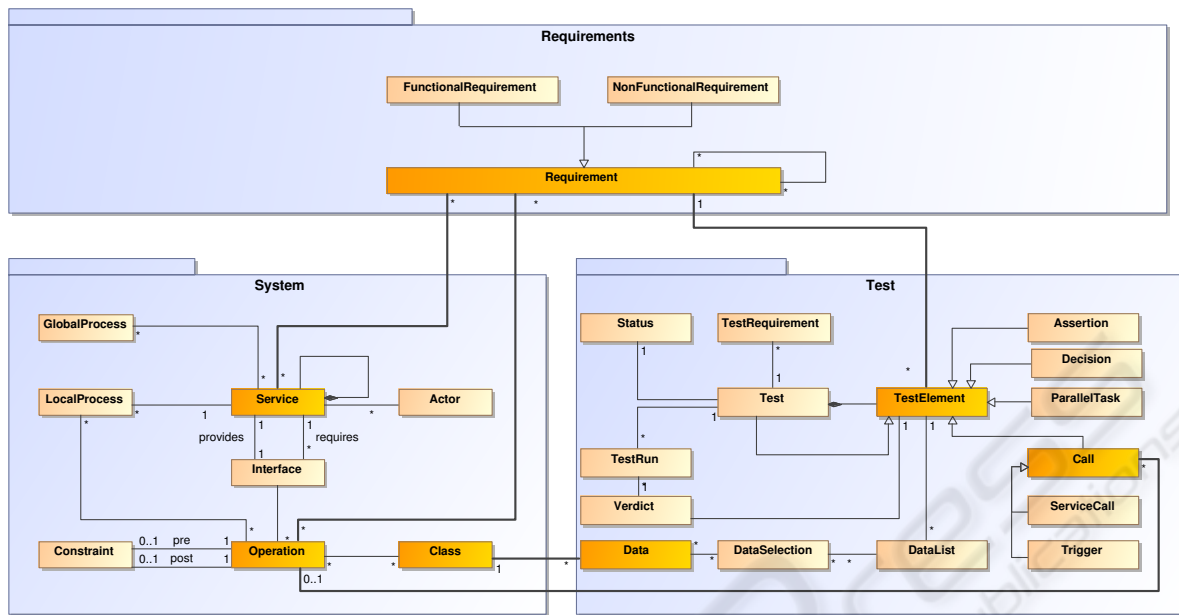 Requirements
FunctionalRequirement
NonFunctionalRequirement
*
Requirement
*
*
*
1
System
Test
GlobalProcess
*
Status
1
TestRequirement
*
Assertion
Decision
*
*
*
1
LocalProcess
*
Service
Actor
*
Test
TestElement
ParallelTask
*
1
1
1
1
1
provides
requires
1
*
*
Interface
TestRun
Call
*
*
1
Verdict
ServiceCall
*
*
*
*
*
Constraint
0..1
pre
1
Operation
Class
Data
DataSelection
DataList
Trigger
0..1
post
1
*
*
*
*
*
*
0..1
1
*